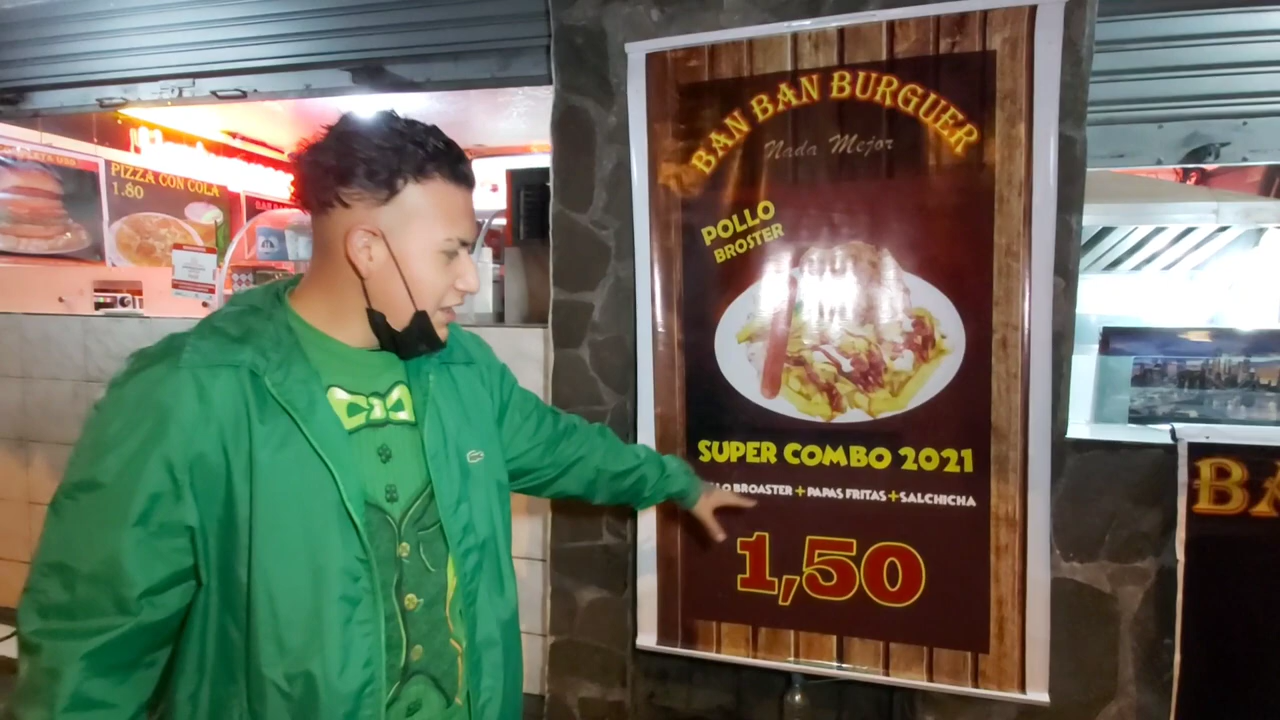 PIZZA CON COLA
1.80
BAN BAN BURGUER
Nada Mejor
POLLO
BROSTER
SUPER COMBO 2021
BROASTER + PAPAS FRITAS + SALCHICHA
1,50